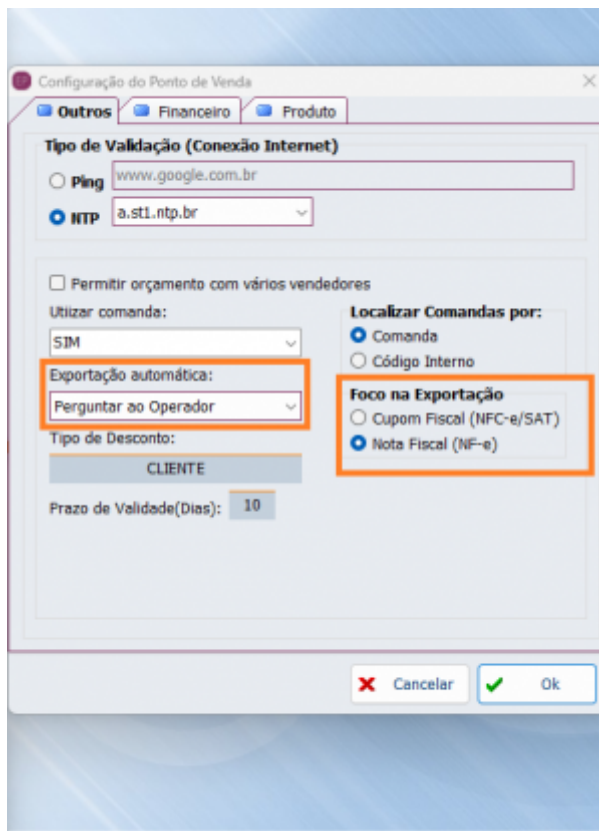 Configuração do Ponto de Venda
Outros Financeiro Produto
Tipo de Validação (Conexão Internet)
Ping www.google.com.br
NTP a.st1.ntp.br
Permitir orçamento com vários vendedores
Utilizar comanda:
SIM
Localizar Comandas por:
Comanda
Código Interno
Exportação automática:
Perguntar ao Operador
Foco na Exportação
Cupom Fiscal (NFC-e/SAT)
Nota Fiscal (NF-e)
Tipo de Desconto:
CLIENTE
Prazo de Validade(Dias): 10
Cancelar Ok